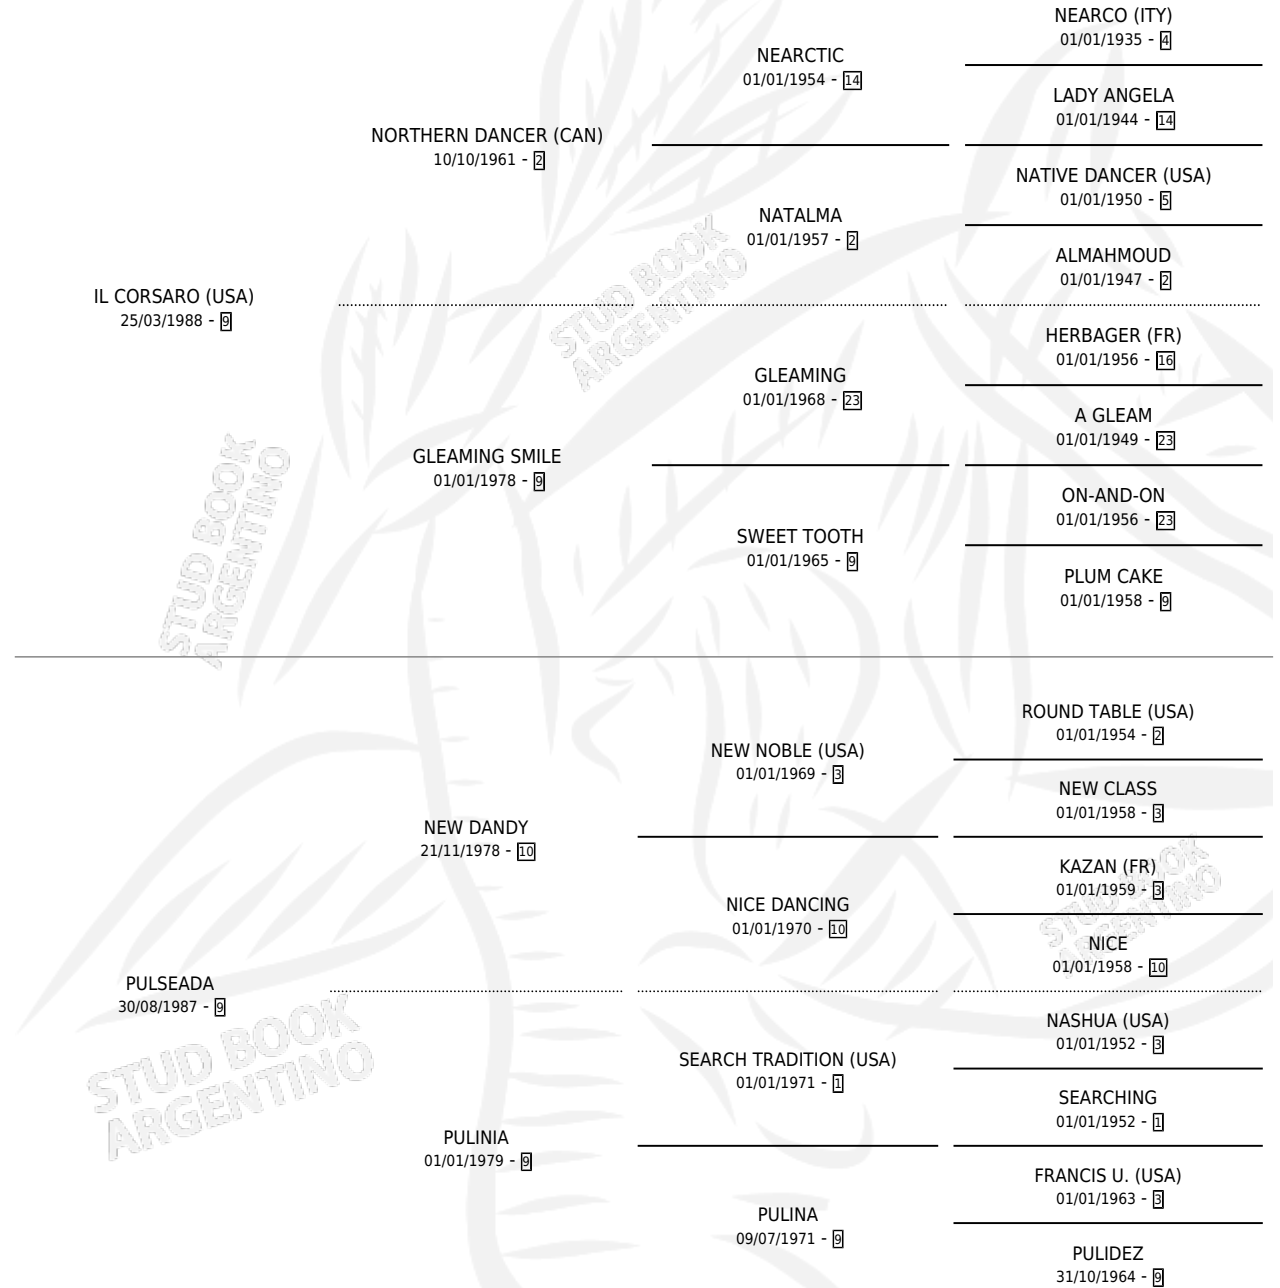 NEARCO (ITY)
01/01/1935 - 4
NEARCTIC
01/01/1954 - 14
LADY ANGELA
01/01/1944 - 14
NORTHERN DANCER (CAN)
10/10/1961 - 2
NATIVE DANCER (USA)
01/01/1950 - 5
NATALMA
01/01/1957 - 2
ALMAHMOUD
01/01/1947 - 2
IL CORSARO (USA)
25/03/1988 - 9
STUD BOOK
ARGENTINO
HERBAGER (FR)
01/01/1956 - 16
GLEAMING
01/01/1968 - 23
A GLEAM
01/01/1949 - 23
GLEAMING SMILE
01/01/1978 - 9
ON-AND-ON
01/01/1956 - 23
SWEET TOOTH
01/01/1965 - 9
PLUM CAKE
01/01/1958 - 9
STUD BOOK
ARGENTINO
ROUND TABLE (USA)
01/01/1954 - 2
NEW NOBLE (USA)
01/01/1969 - 3
NEW CLASS
01/01/1958 - 3
NEW DANDY
21/11/1978 - 10
KAZAN (FR)
01/01/1959 - 3
NICE DANCING
01/01/1970 - 10
NICE
01/01/1958 - 10
STUD BOOK
ARGENTINO
PULSEADA
30/08/1987 - 9
NASHUA (USA)
01/01/1952 - 3
SEARCH TRADITION (USA)
01/01/1971 - 1
SEARCHING
01/01/1952 - 1
STUD BOOK
ARGENTINO
PULINIA
01/01/1979 - 9
FRANCIS U. (USA)
01/01/1963 - 3
PULINA
09/07/1971 - 9
PULIDEZ
31/10/1964 - 9